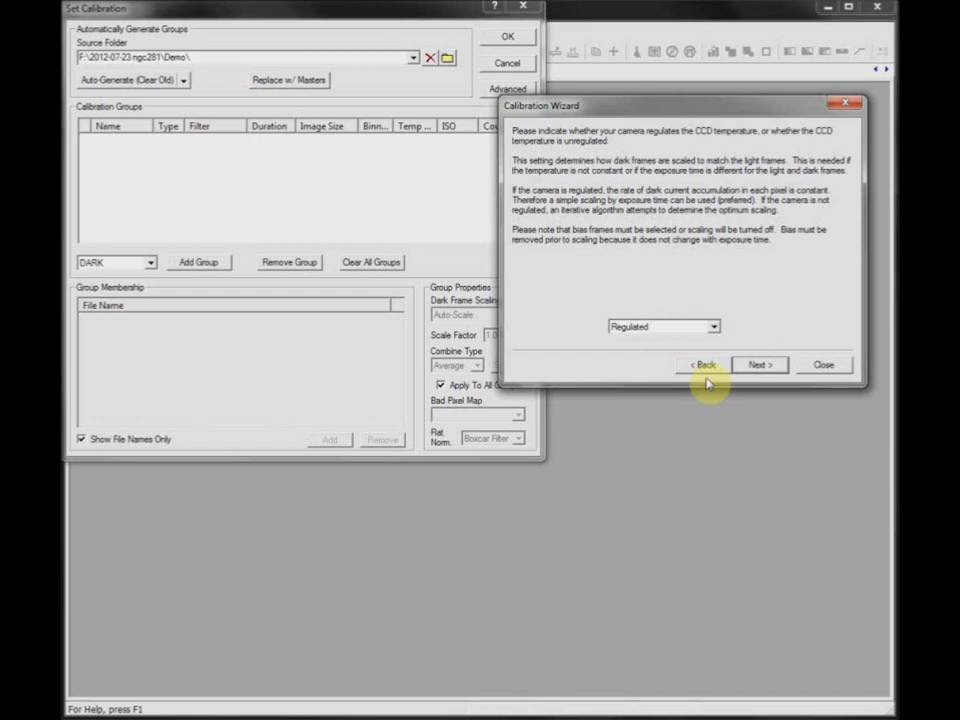 Set Calibration
?
Automatically Generate Groups
Source Folder
F:\2012-07-23 ngc281\Demo\
Auto-Generate (Clear Old)
Replace w/ Masters
OK
Cancel
Advanced
Calibration Groups
Name Type Filter Duration Image Size Binn... Temp ... ISO Cou
DARK
Add Group
Remove Group
Clear All Groups
Group Membership
File Name
Show File Names Only
Add
Remove
Group Properties
Dark Frame Scaling
Auto-Scale
Scale Factor 1.0
Combine Type
Average
Apply To All G
Bad Pixel Map
Flat
Norm.
Boxcar Filter
Calibration Wizard
Please indicate whether your camera regulates the CCD temperature, or whether the CCD
temperature is unregulated
This setting determines how dark frames are scaled to match the light frames. This is needed if
the temperature is not constant or if the exposure time is different for the light and dark frames.
If the camera is regulated, the rate of dark current accumulation in each pixel is constant.
Therefore a simple scaling by exposure time can be used (preferred). If the camera is not
regulated, an iterative algorithm attempts to determine the optimum scaling.
Please note that bias frames must be selected or scaling will be turned off. Bias must be
removed prior to scaling because it does not change with exposure time.
Regulated
< Back
Next >
Close
For Help, press F1